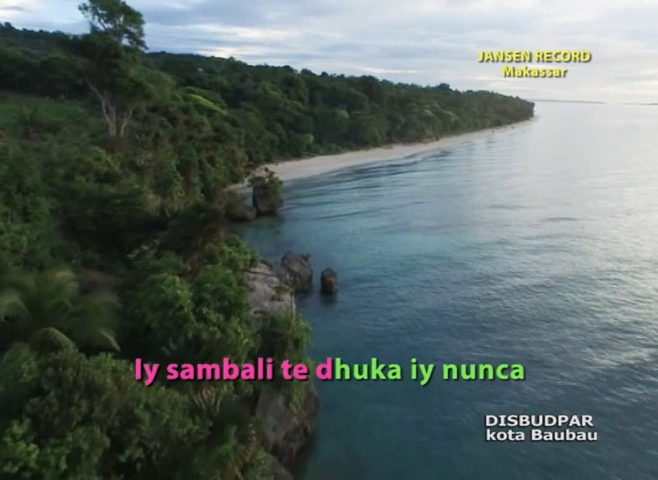 JANSEN RECORD
Makassar
Iy sambali te dhuka iy nunca
DISBUDPAR
kota Baubau